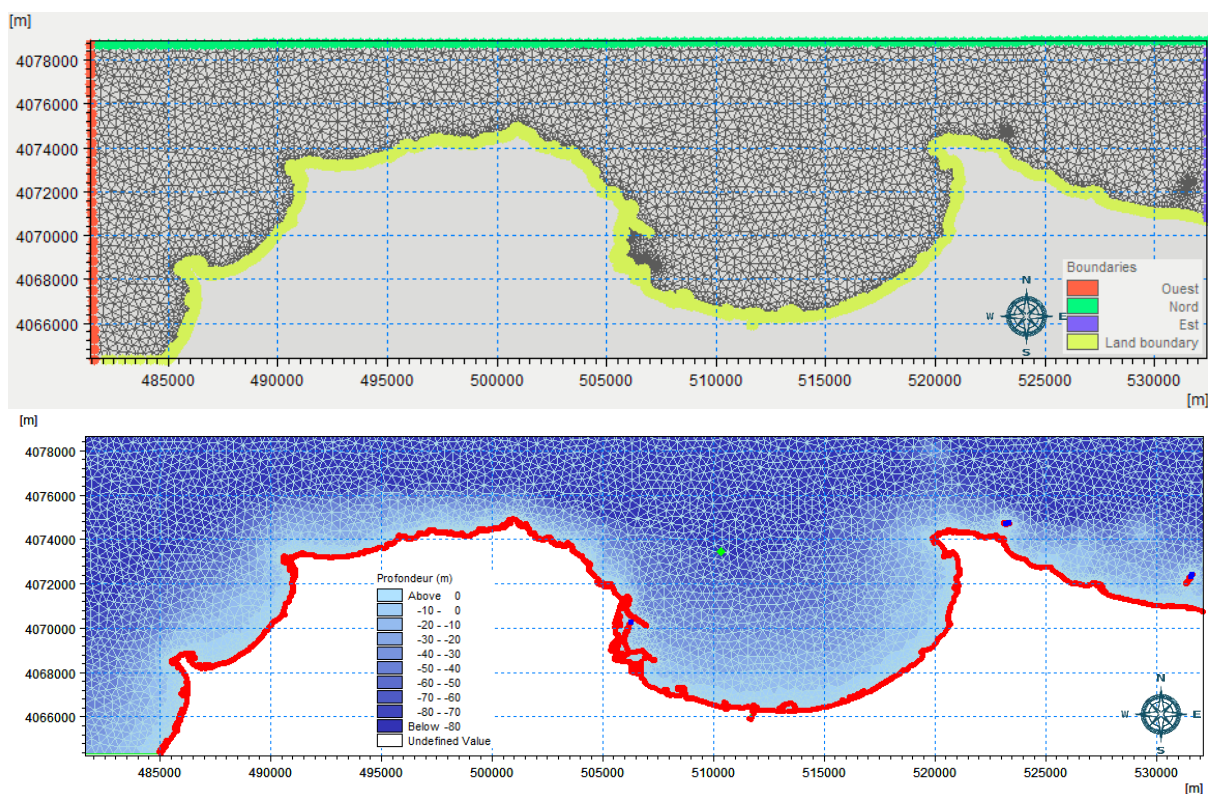 [m]
4078000
4076000
4074000
4072000
4070000
4068000
4066000
Boundaries
Ouest
Nord
Est
Land boundary
N
W E
S
485000 490000 495000 500000 505000 510000 515000 520000 525000 530000
[m]
[m]
4078000
4076000
4074000
4072000
4070000
4068000
4066000
Profondeur (m)
Above 0
-10 - 0
-20 - -10
-30 - -20
-40 - -30
-50 - -40
-60 - -50
-70 - -60
-80 - -70
Below -80
Undefined Value
N
W E
S
485000 490000 495000 500000 505000 510000 515000 520000 525000 530000
[m]